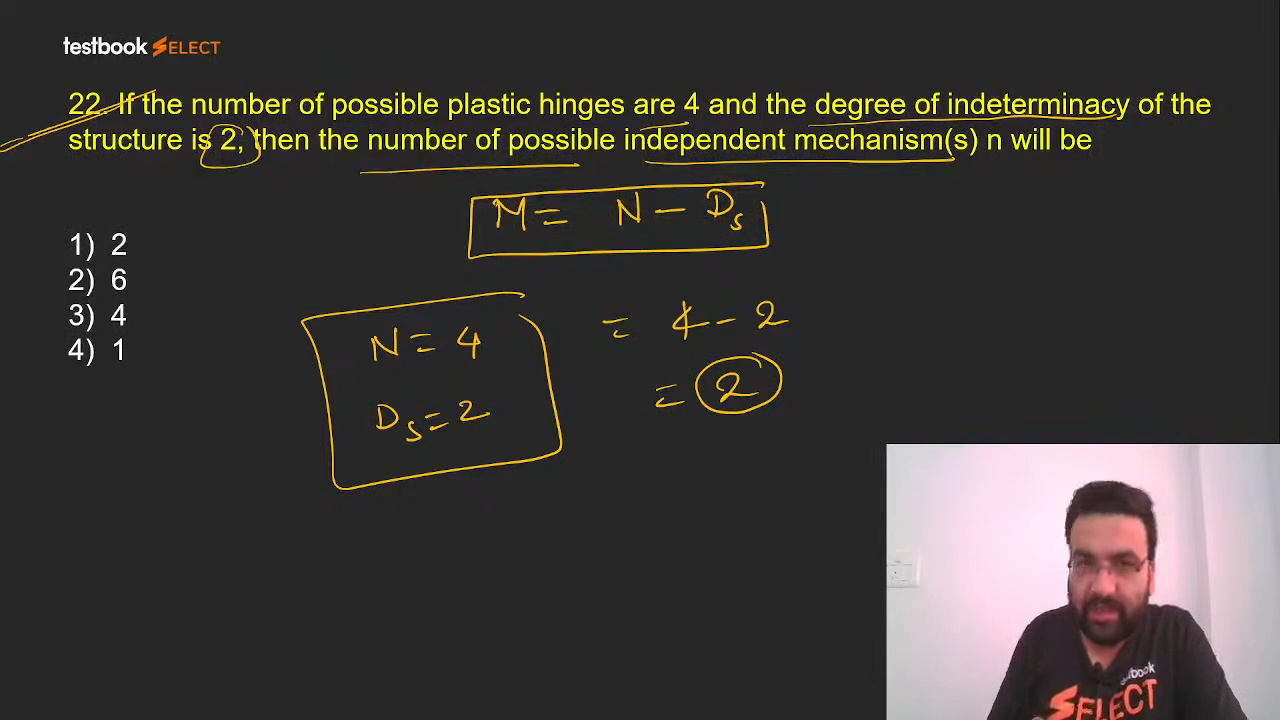 testbook SELECT
22. If the number of possible plastic hinges are 4 and the degree of indeterminacy of the
structure is 2, then the number of possible independent mechanism(s) n will be
M = N - Ds
1) 2
2) 6
3) 4
4) 1
N = 4
Ds = 2
= 4 - 2
= 2
testbook
SELECT